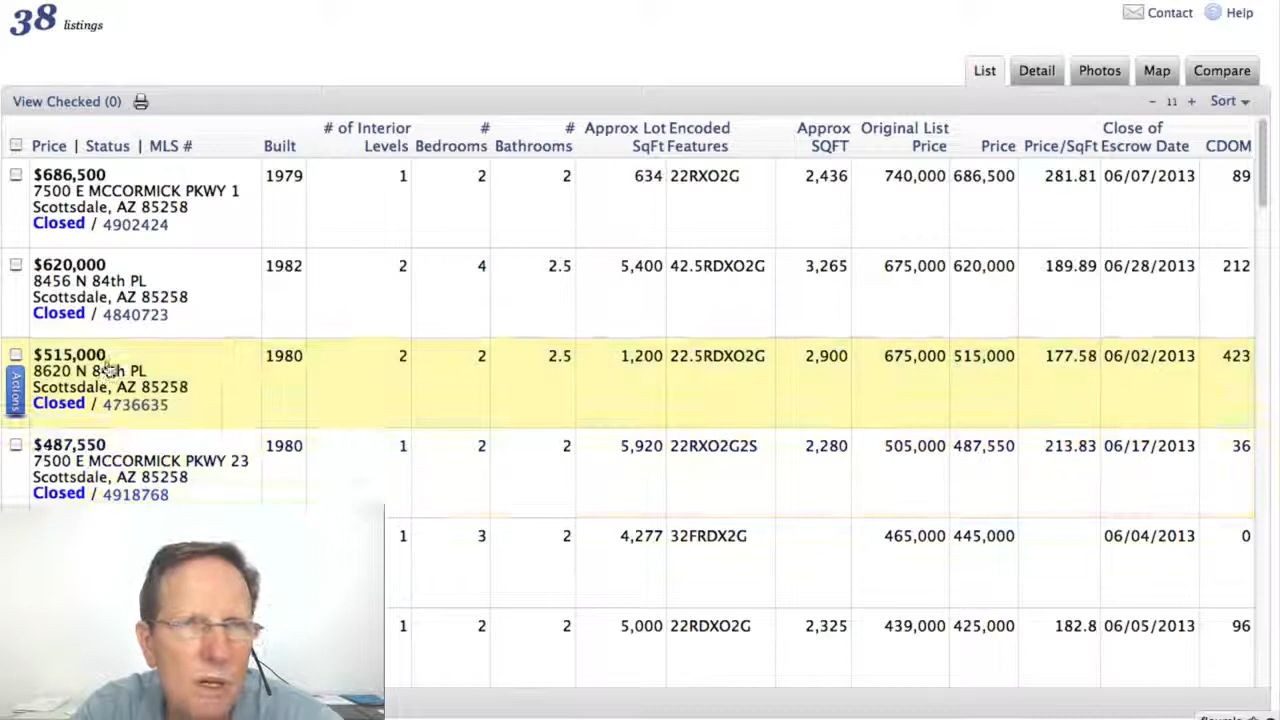 38 listings
Contact Help
List Detail Photos Map Compare
View Checked (0) - 11 + Sort
# of Interior # # Approx Lot Encoded Approx Original List Close of
Price | Status | MLS # Built Levels Bedrooms Bathrooms SqFt Features SQFT Price Price Price/SqFt Escrow Date CDOM
$686,500 1979 1 2 2 634 22RXO2G 2,436 740,000 686,500 281.81 06/07/2013 89
7500 E MCCORMICK PKWY 1
Scottsdale, AZ 85258
Closed / 4902424
$620,000 1982 2 4 2.5 5,400 42.5RDXO2G 3,265 675,000 620,000 189.89 06/28/2013 212
8456 N 84th PL
Scottsdale, AZ 85258
Closed / 4840723
$515,000 1980 2 2 2.5 1,200 22.5RDXO2G 2,900 675,000 515,000 177.58 06/02/2013 423
8620 N 84th PL
Scottsdale, AZ 85258
Actions
Closed / 4736635
$487,550 1980 1 2 2 5,920 22RXO2G2S 2,280 505,000 487,550 213.83 06/17/2013 36
7500 E MCCORMICK PKWY 23
Scottsdale, AZ 85258
Closed / 4918768
1 3 2 4,277 32FRDX2G 465,000 445,000 06/04/2013 0
1 2 2 5,000 22RDXO2G 2,325 439,000 425,000 182.8 06/05/2013 96